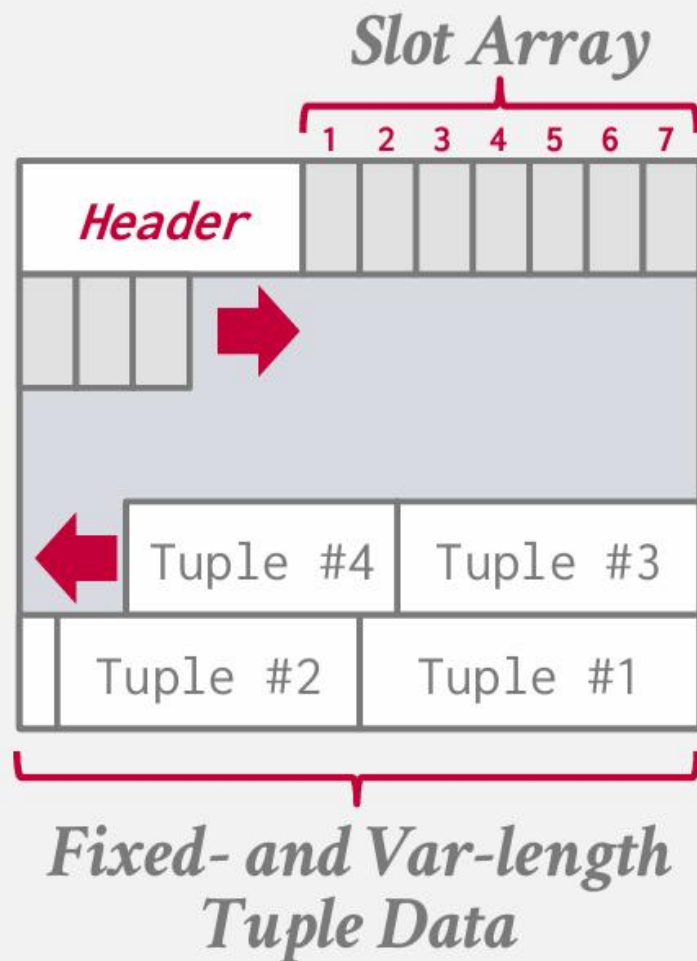 Slot Array
1 2 3 4 5 6 7
Header
Tuple #4 Tuple #3
Tuple #2 Tuple #1
Fixed- and Var-length
Tuple Data